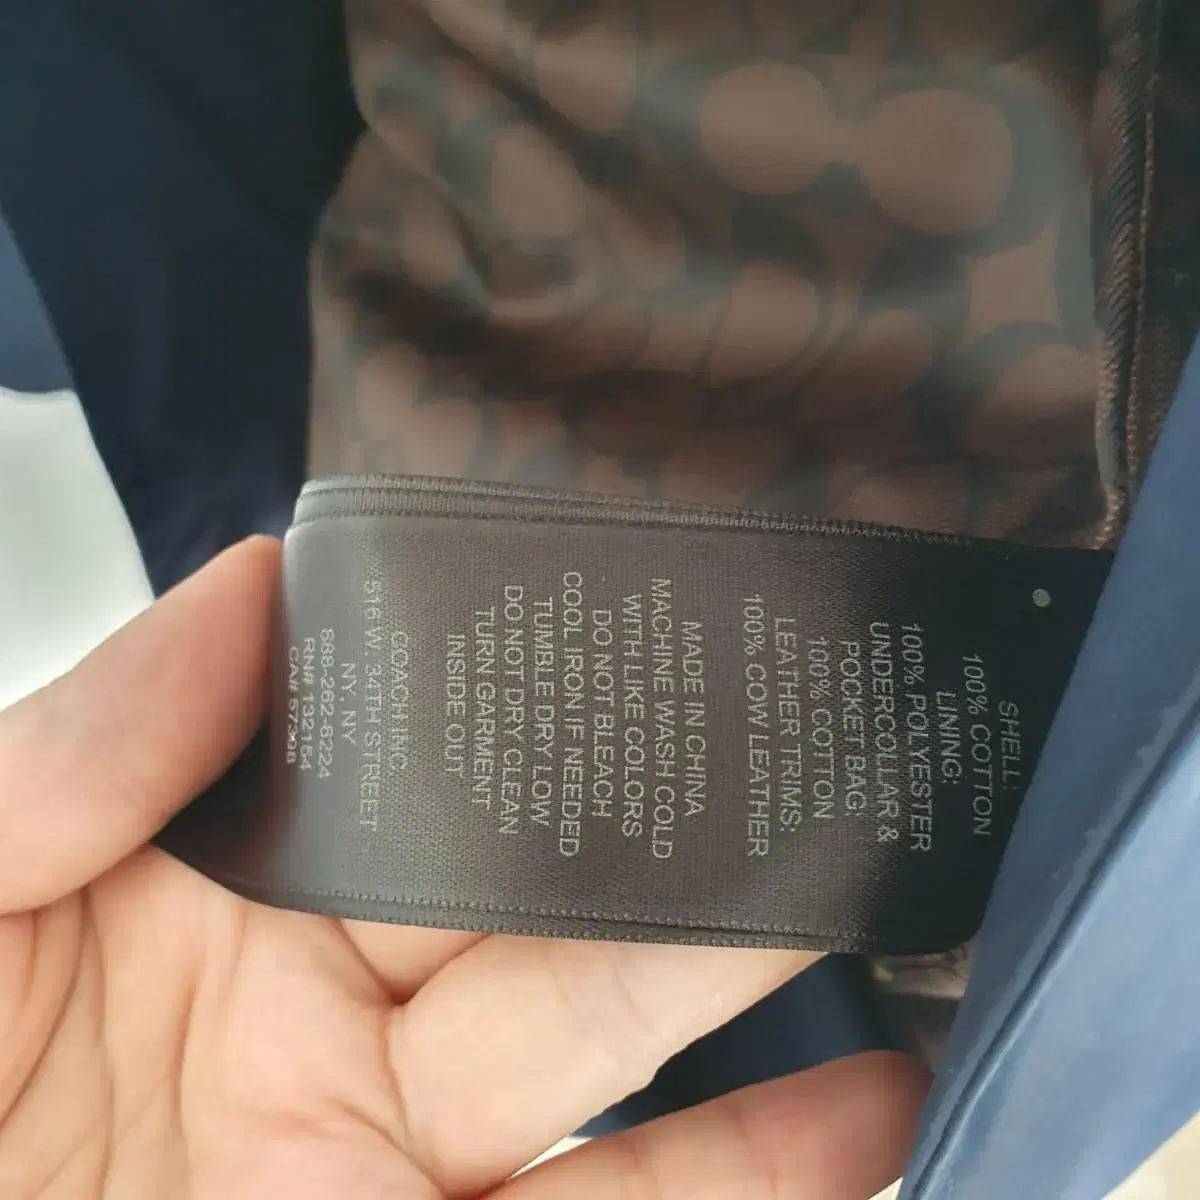 SHELL:
100% COTTON
LINING:
100% POLYESTER
UNDERCOLLAR &
POCKET BAG:
100% COTTON
LEATHER TRIMS:
100% COW LEATHER
MADE IN CHINA
MACHINE WASH COLD
WITH LIKE COLORS
DO NOT BLEACH
COOL IRON IF NEEDED
TUMBLE DRY LOW
DO NOT DRY CLEAN
TURN GARMENT
INSIDE OUT
COACH INC.
516 W. 34TH STREET
NY, NY
888-262-6224
RN# 132154
CA# 57398